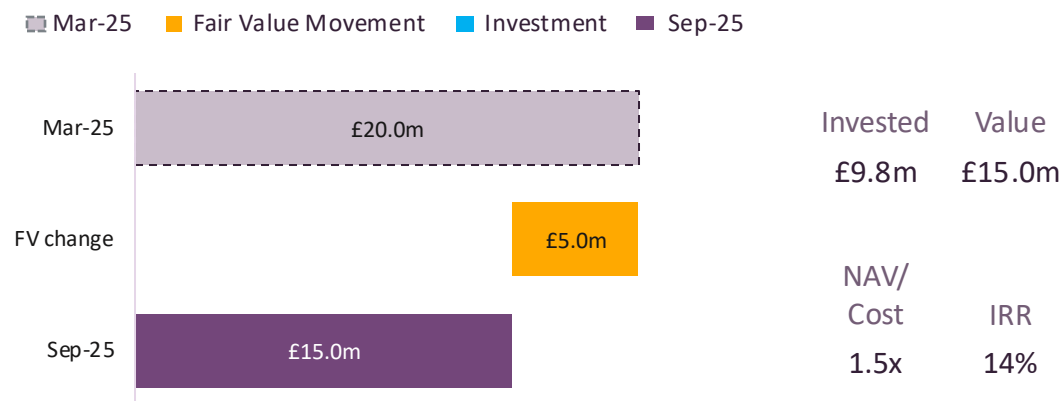 Mar-25 Fair Value Movement Investment Sep-25
Mar-25
£20.0m
FV change
£5.0m
Sep-25
£15.0m
Invested Value
£9.8m £15.0m
NAV/
Cost IRR
1.5x 14%